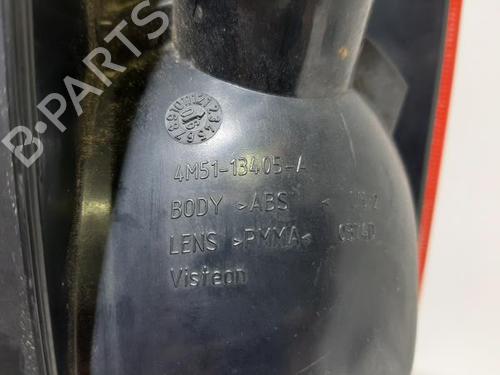 B-PARTS
4M51-13405-A
BODY >ABS <
LENS >PMMA<
Visteon